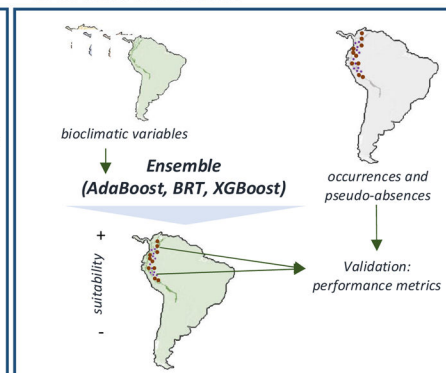 bioclimatic variables
Ensemble
(AdaBoost, BRT, XGBoost)
occurrences and
pseudo-absences
+
suitability
-
Validation:
performance metrics